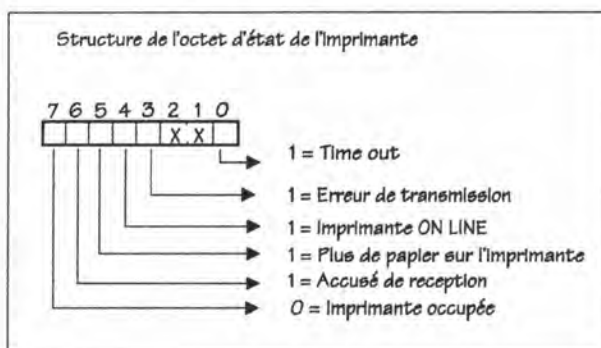 Structure de l'octet d'état de l'imprimante
7 6 5 4 3 2 1 0
X X
1 = Time out
1 = Erreur de transmission
1 = Imprimante ON LINE
1 = Plus de papier sur l'imprimante
1 = Accusé de reception
0 = Imprimante occupée